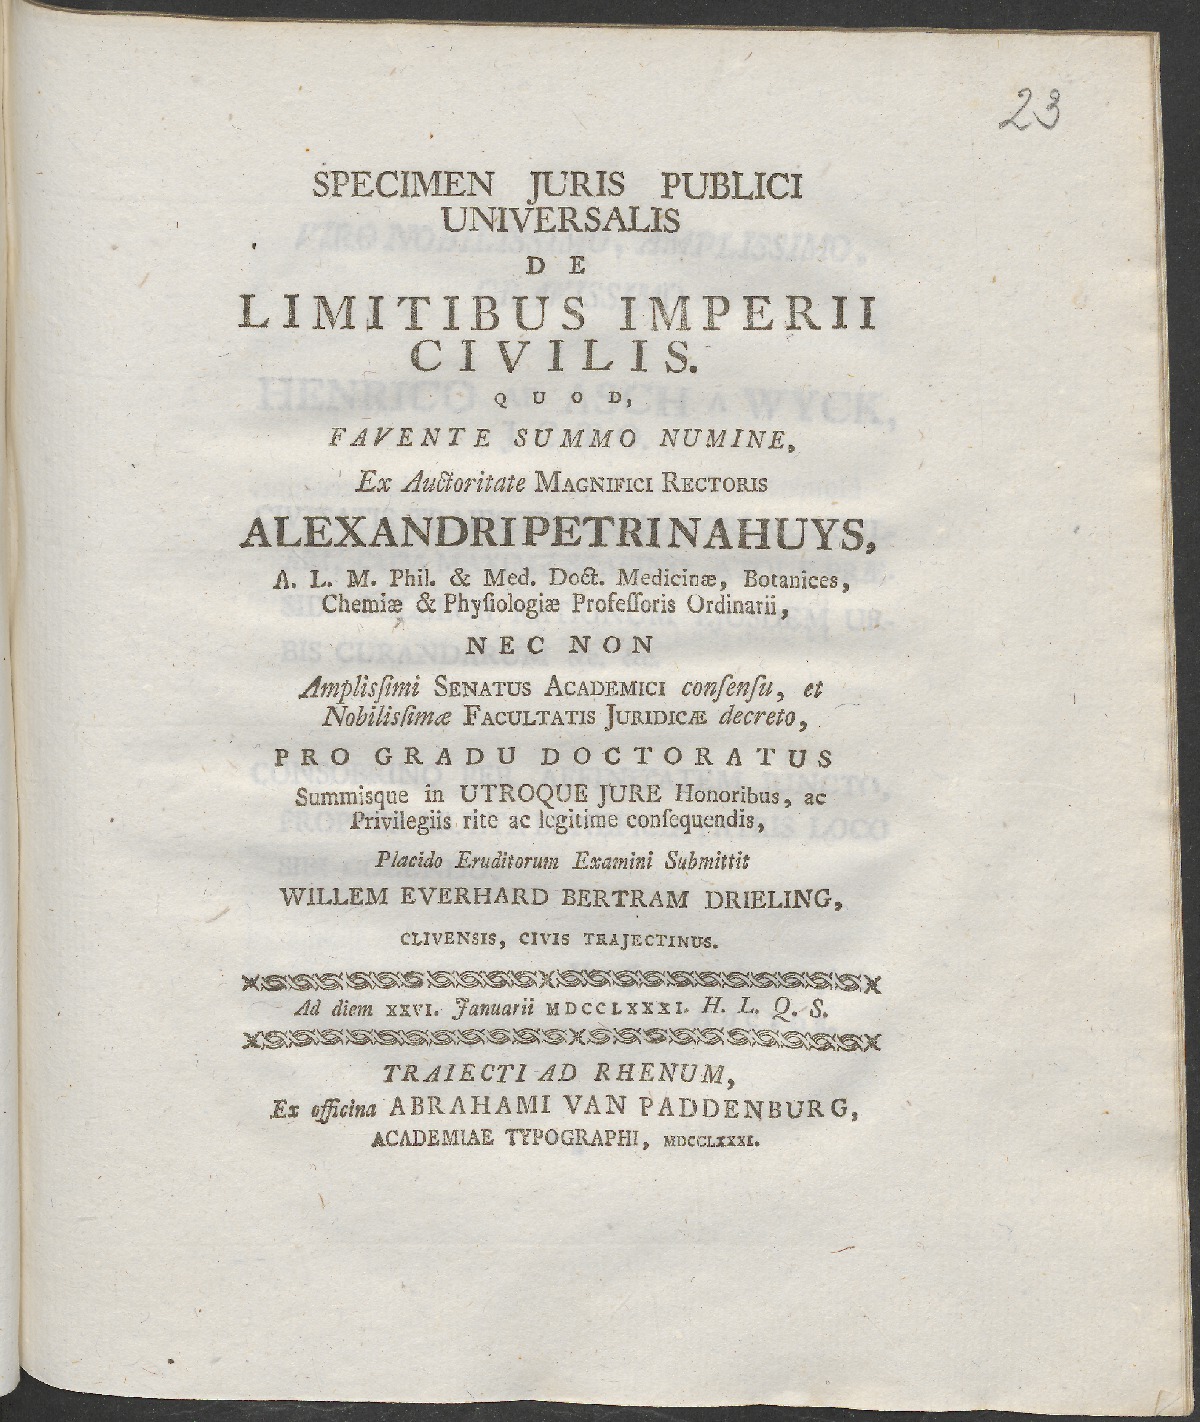 23
SPECIMEN JURIS PUBLICI
UNIVERSALIS
DE
LIMITIBUS IMPERII
CIVILIS.
QUOD,
FAVENTE SUMMO NUMINE,
Ex Auctoritate MAGNIFICI RECTORIS
ALEXANDRI PETRI NAHUYS,
A. L. M. Phil. & Med. Doct. Medicinæ, Botanices,
Chemiæ & Phyſiologiæ Profeſſoris Ordinarii,
NEC NON
Ampliſſimi SENATUS ACADEMICI conſenſu, et
Nobiliſſimæ FACULTATIS JURIDICÆ decreto,
PRO GRADU DOCTORATUS
Summisque in UTROQUE JURE Honoribus, ac
Privilegiis rite ac legitime conſequendis,
Placido Eruditorum Examini Submittit
WILLEM EVERHARD BERTRAM DRIELING,
CLIVENSIS, CIVIS TRAJECTINUS.
Ad diem XXVI. Januarii MDCCLXXXI. H. L. Q. S.
TRAIECTI AD RHENUM,
Ex officina ABRAHAMI VAN PADDENBURG,
ACADEMIAE TYPOGRAPHI, MDCCLXXXI.